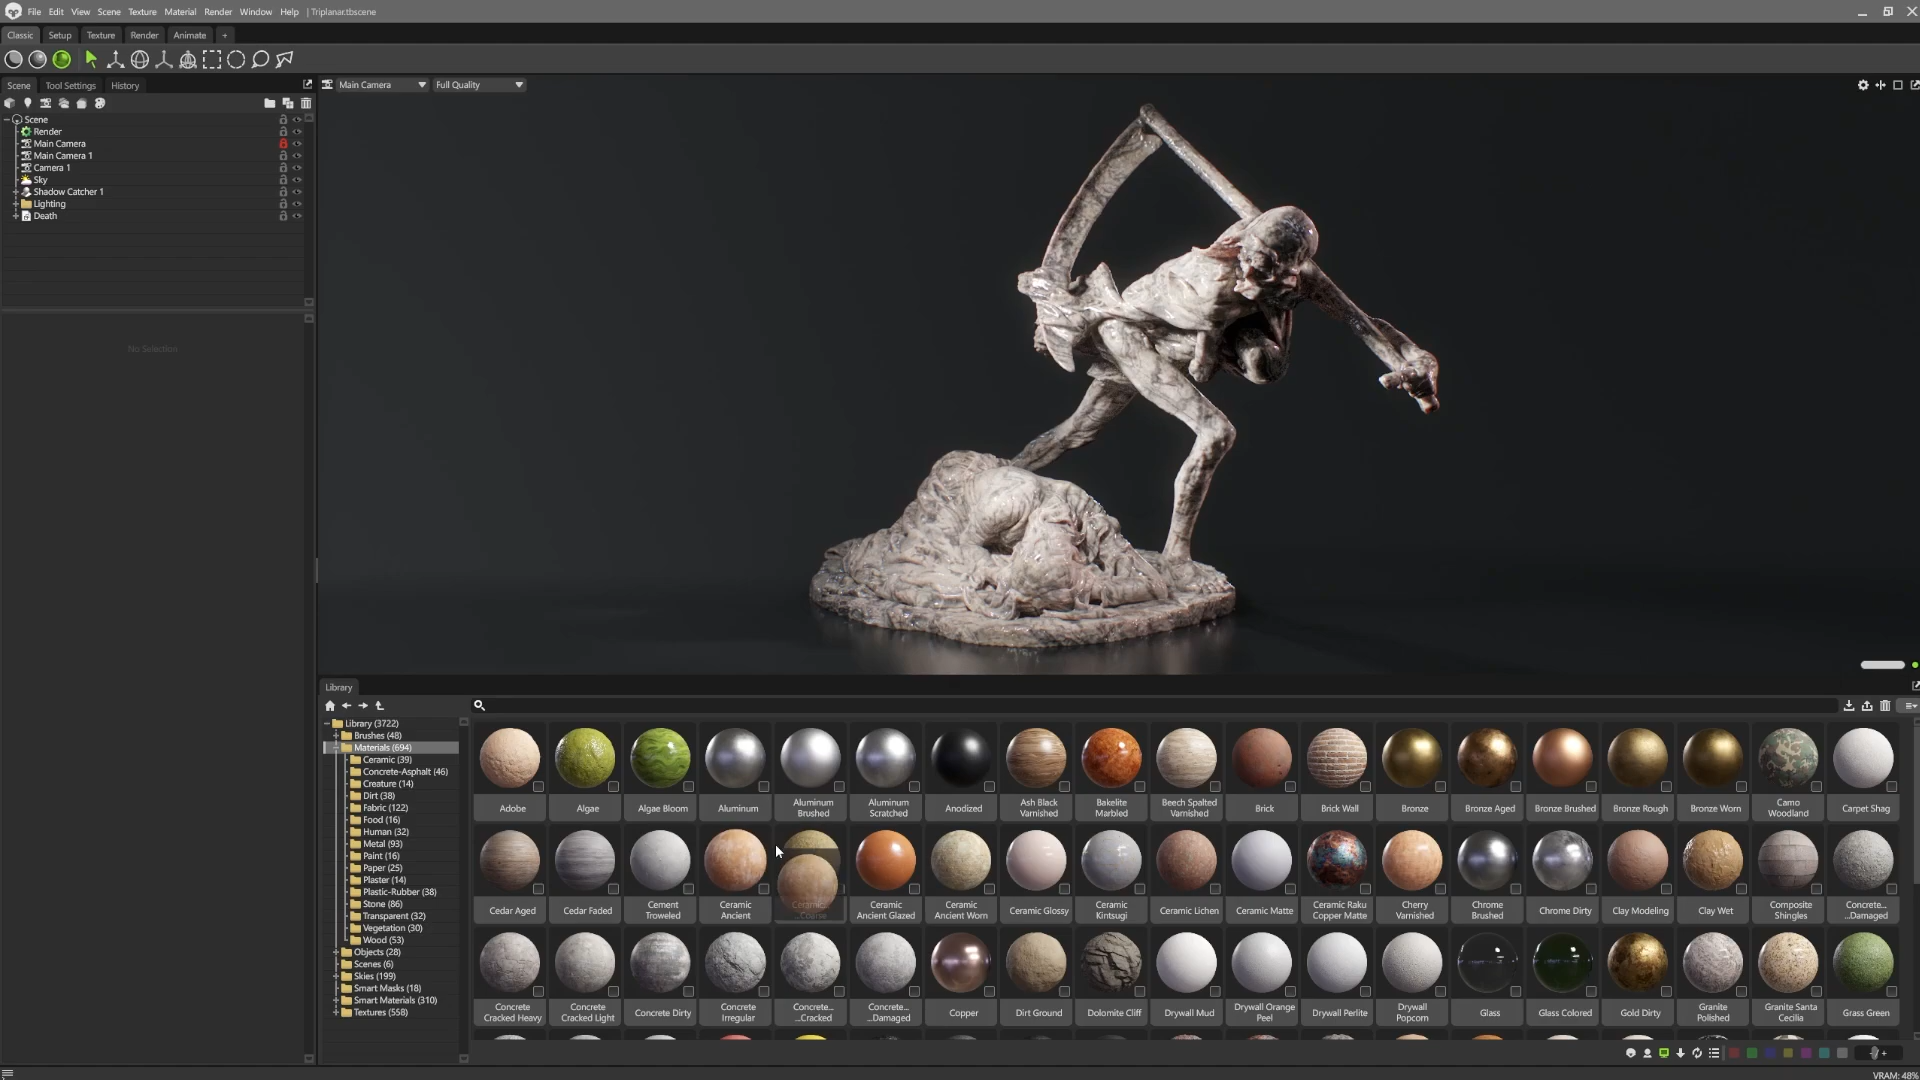 File Edit View Scene Texture Material Render Window Help | Triplanar.tbscene
Classic Setup Texture Render Animate +
Scene Tool Settings History
Main Camera Full Quality
Scene
Render
Main Camera
Main Camera 1
Camera 1
Sky
Shadow Catcher 1
Lighting
Death
No Selection
Library
Library (3722)
Brushes (48)
Materials (694)
Ceramic (39)
Concrete-Asphalt (46)
Creature (14)
Dirt (38)
Fabric (122)
Food (16)
Human (32)
Metal (93)
Paint (16)
Paper (25)
Plaster (14)
Plastic-Rubber (38)
Stone (86)
Transparent (32)
Vegetation (30)
Wood (53)
Objects (28)
Scenes (6)
Skies (199)
Smart Masks (18)
Smart Materials (310)
Textures (558)
Adobe
Algae
Algae Bloom
Aluminum
Aluminum
Brushed
Aluminum
Scratched
Anodized
Ash Black
Varnished
Bakelite
Marbled
Beech Spalted
Varnished
Brick
Brick Wall
Bronze
Bronze Aged
Bronze Brushed
Bronze Rough
Bronze Worn
Camo
Woodland
Carpet Shag
Cedar Aged
Cedar Faded
Cement
Troweled
Ceramic
Ancient
Ceramic...
...Coarse
Ceramic
Ancient Glazed
Ceramic
Ancient Worn
Ceramic Glossy
Ceramic
Kintsugi
Ceramic Lichen
Ceramic Matte
Ceramic Raku
Copper Matte
Cherry
Varnished
Chrome
Brushed
Chrome Dirty
Clay Modeling
Clay Wet
Composite
Shingles
Concrete...
...Damaged
Concrete
Cracked Heavy
Concrete
Cracked Light
Concrete Dirty
Concrete
Irregular
Concrete...
...Cracked
Concrete...
...Damaged
Copper
Dirt Ground
Dolomite Cliff
Drywall Mud
Drywall Orange
Peel
Drywall Perlite
Drywall
Popcorn
Glass
Glass Colored
Gold Dirty
Granite
Polished
Granite Santa
Cecilia
Grass Green
VRAM: 48%